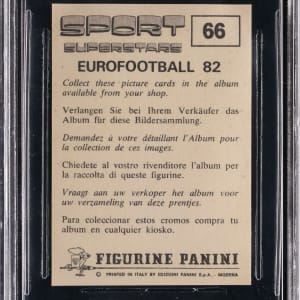 SPORT
SUPERSTARS
66
EUROFOOTBALL 82
Collect these picture cards in the album
available from your shop.
Verlangen Sie bei Ihrem Verkäufer das
Album für diese Bildersammlung.
Demandez à votre détaillant l'Album pour
la collection de ces images.
Chiedete al vostro rivenditore l'album per
la raccolta di queste figurine.
Vraagt aan uw verkoper het album voor
uw verzameling van deze prentjes.
Para coleccionar estos cromos compra tu
album en cualquier kiosko.
FIGURINE PANINI
© PRINTED IN ITALY BY EDIZIONI PANINI S.p.A. - MODENA